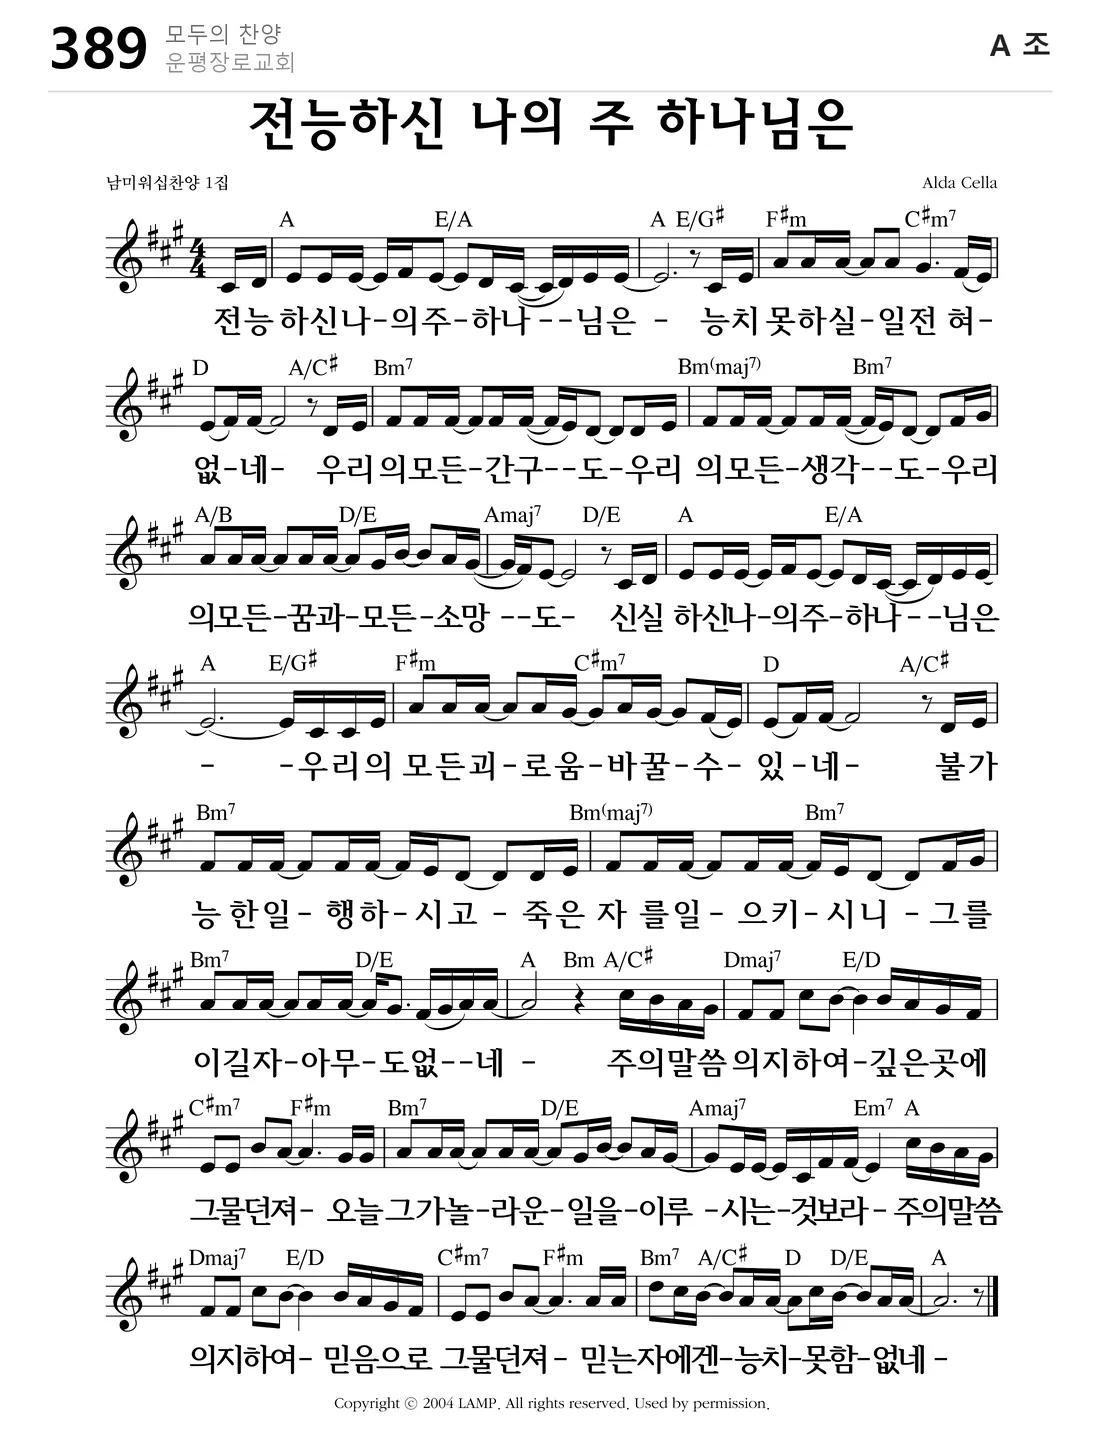 389 모두의 찬양
운평장로교회
A 조
전능하신 나의 주 하나님은
남미워십찬양 1집
Alda Cella
A E/A A E/G♯ F♯m C♯m7
전능 하신나-의주-하나 --님은 - 능치 못하실-일전 혀-
D A/C♯ Bm7 Bm(maj7) Bm7
없-네- 우리의모든-간구--도-우리 의모든-생각--도-우리
A/B D/E Amaj7 D/E A E/A
의모든-꿈과-모든-소망 --도- 신실 하신나-의주-하나--님은
A E/G♯ F♯m C♯m7 D A/C♯
- -우리의 모든괴-로움-바꿀-수- 있-네- 불가
Bm7 Bm(maj7) Bm7
능한일- 행하-시고 - 죽은 자 를일- 으키-시니 - 그를
Bm7 D/E A Bm A/C♯ Dmaj7 E/D
이길자-아무-도없--네 - 주의말씀의지하여-깊은곳에
C♯m7 F♯m Bm7 D/E Amaj7 Em7 A
그물던져- 오늘그가놀-라운-일을-이루 -시는-것보라- 주의말씀
Dmaj7 E/D C♯m7 F♯m Bm7 A/C♯ D D/E A
의지하여- 믿음으로 그물던져- 믿는자에겐-능치-못함-없네-
Copyright ⓒ 2004 LAMP. All rights reserved. Used by permission.